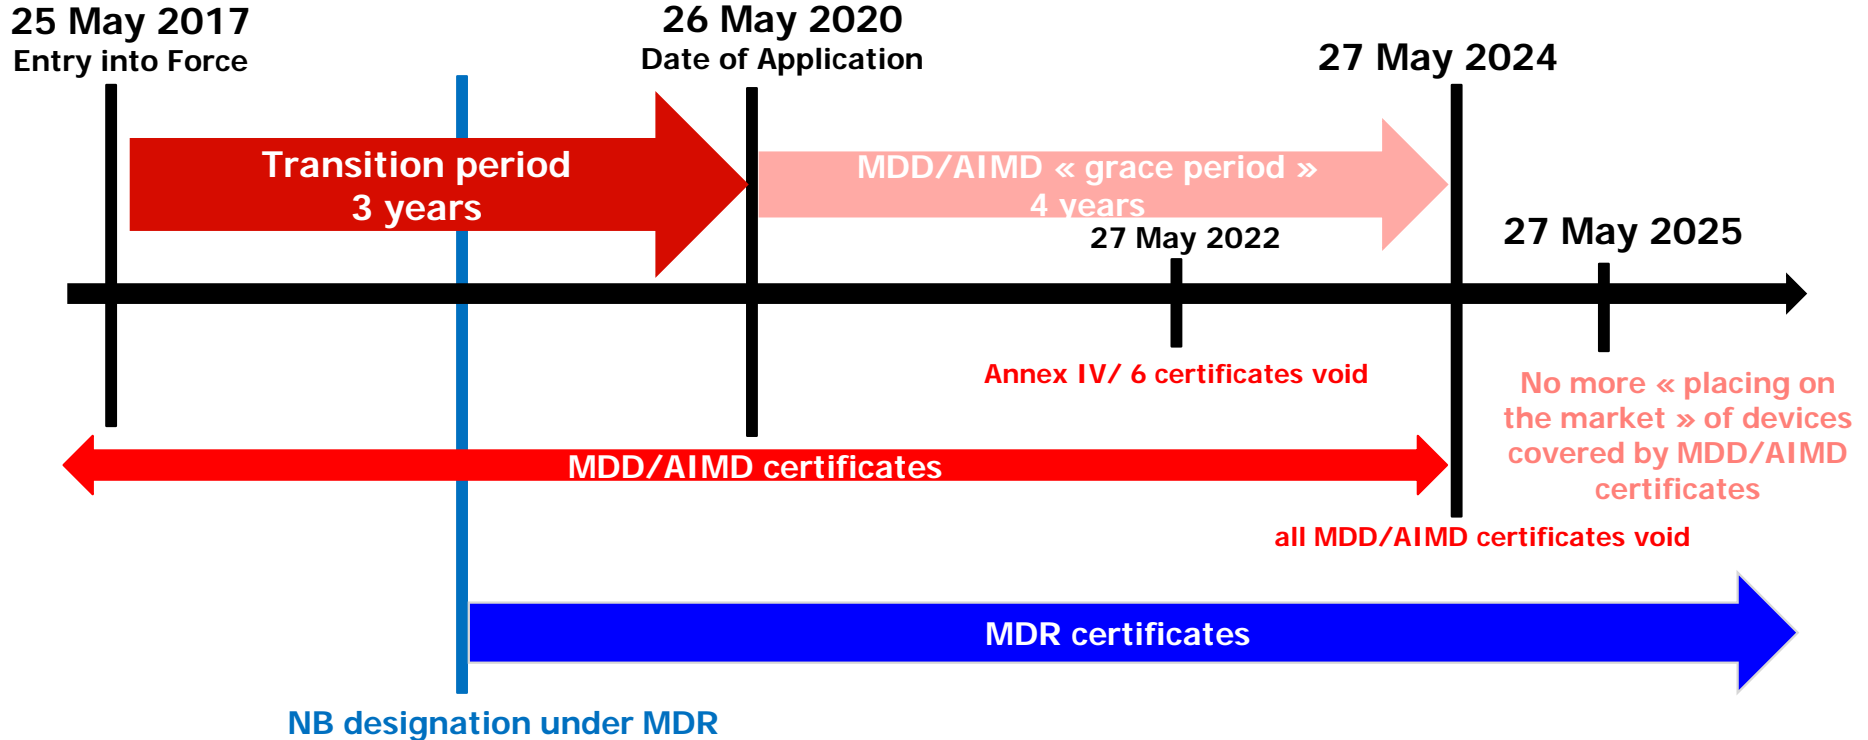 25 May 2017
Entry into Force
26 May 2020
Date of Application
27 May 2024
Transition period
3 years
MDD/AIMD « grace period »
4 years
27 May 2022
27 May 2025
Annex IV/ 6 certificates void
No more « placing on
the market » of devices
covered by MDD/AIMD
certificates
MDD/AIMD certificates
all MDD/AIMD certificates void
MDR certificates
NB designation under MDR